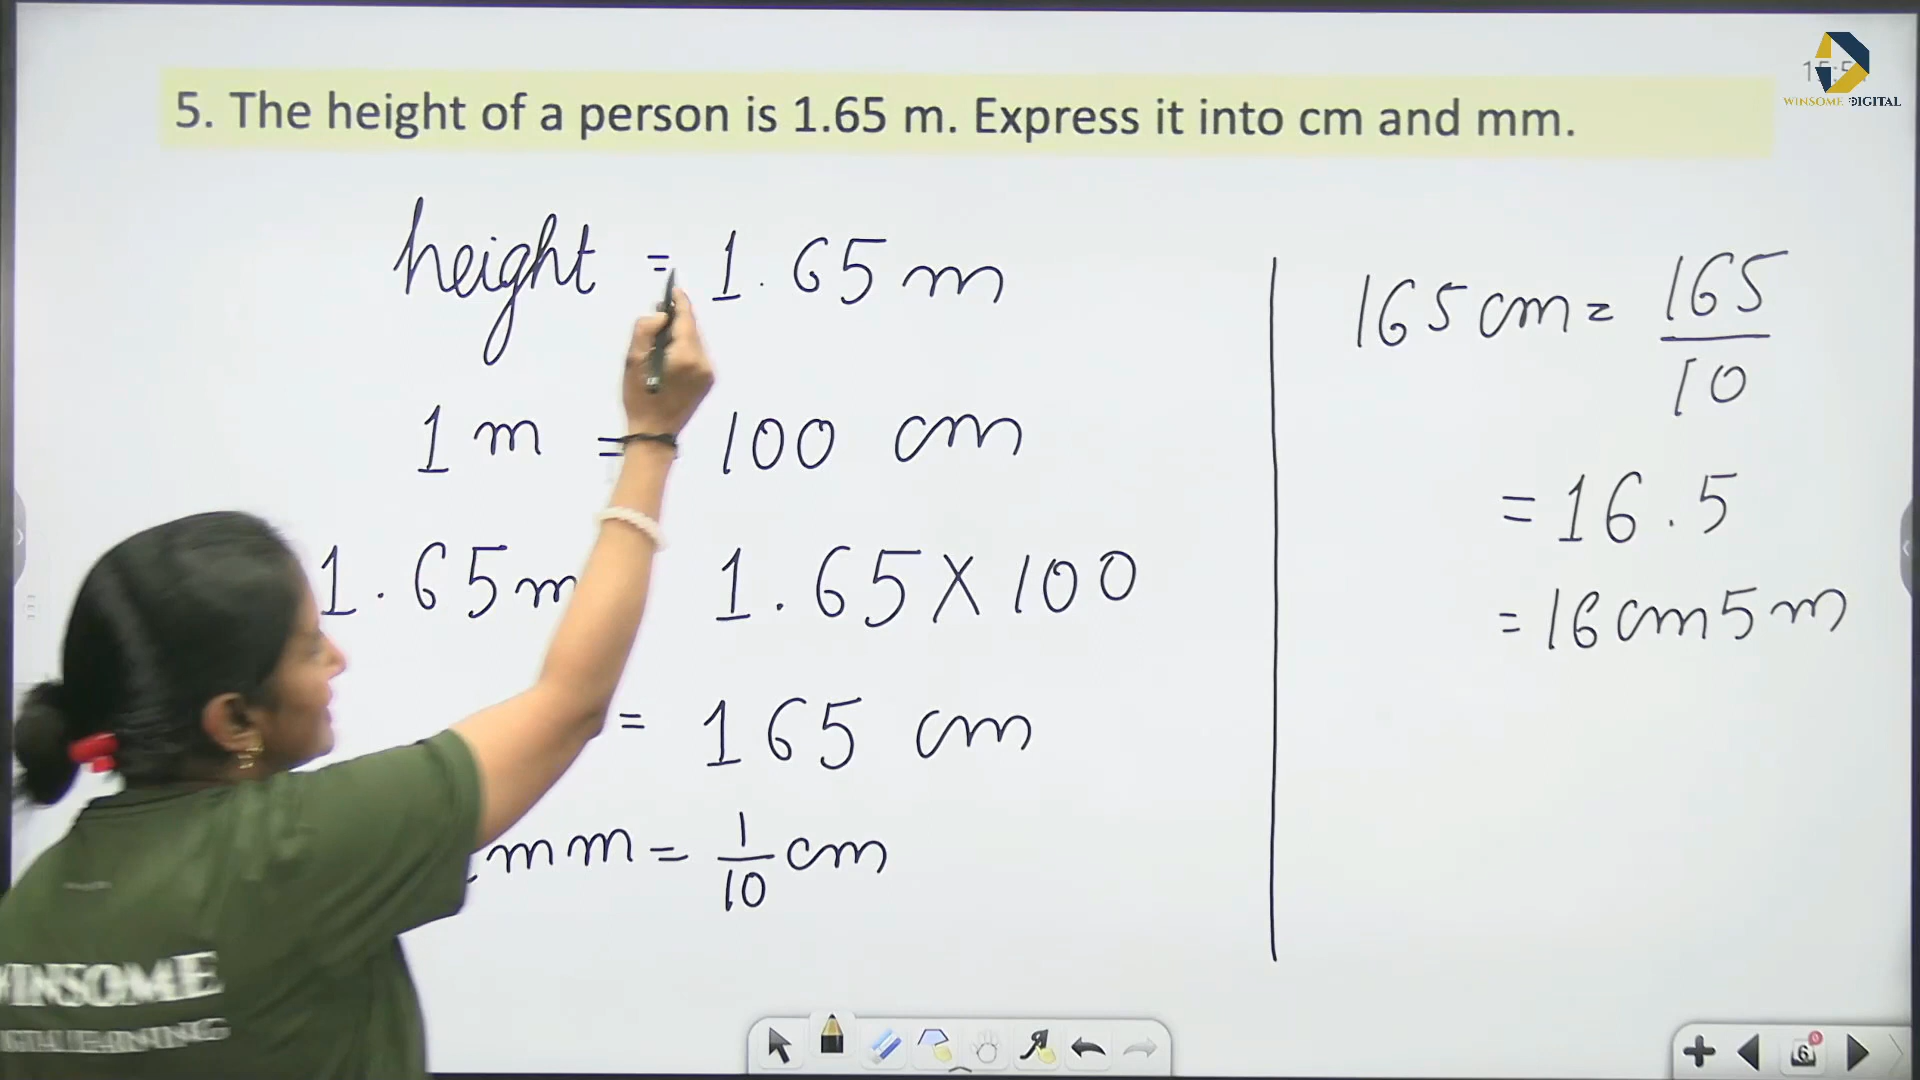 5. The height of a person is 1.65 m. Express it into cm and mm.
WINSOME DIGITAL
height = 1.65 m
1 m = 100 cm
1.65 m 1.65 X 100
= 165 cm
mm = 1/10 cm
165 cm = 165/10
= 16.5
= 16 cm 5 m
WINSOME
6